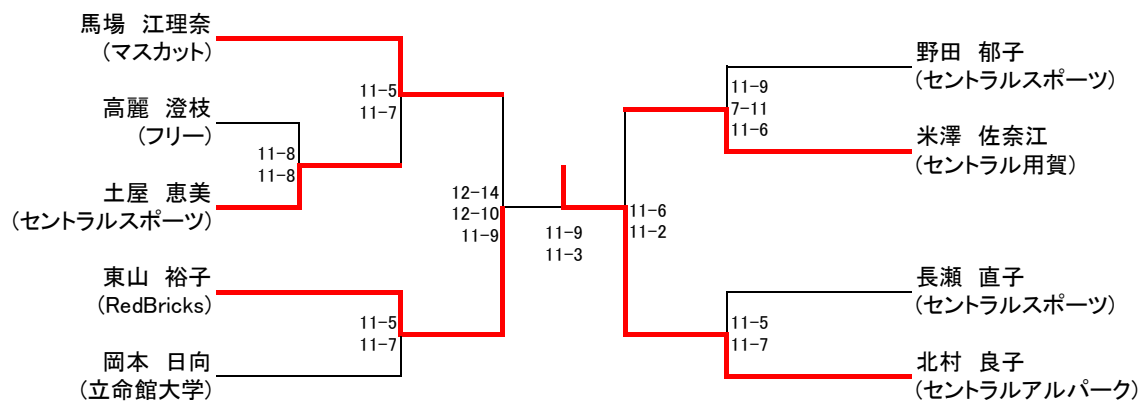 馬場　江理奈
(マスカット)
高麗　澄枝
(フリー)
土屋　恵美
(セントラルスポーツ)
東山　裕子
(RedBricks)
岡本　日向
(立命館大学)
11-5
11-7
11-8
11-8
11-5
11-7
12-14
12-10
11-9
11-9
11-3
11-6
11-2
11-9
7-11
11-6
11-5
11-7
野田　郁子
(セントラルスポーツ)
米澤　佐奈江
(セントラル用賀)
長瀬　直子
(セントラルスポーツ)
北村　良子
(セントラルアルパーク)